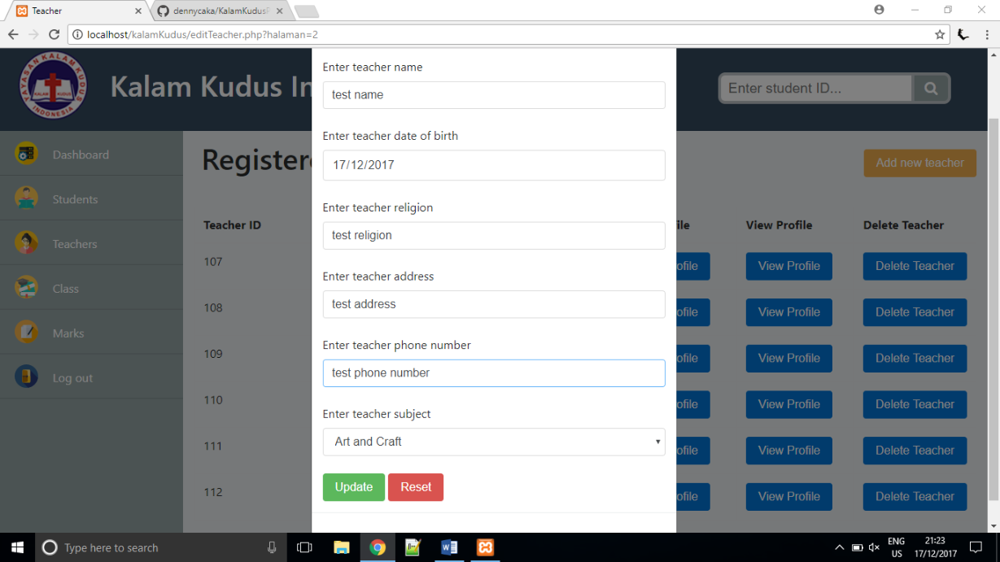 Teacher
dennycaka/KalamKudus
localhost/kalamKudus/editTeacher.php?halaman=2
YAYASAN KALAM KUDUS
KALAM KUDUS
INDONESIA
Kalam Kudus In
Enter student ID...
Dashboard
Students
Teachers
Class
Marks
Log out
Registere
Add new teacher
Teacher ID
ile
View Profile
Delete Teacher
107
ofile
View Profile
Delete Teacher
108
ofile
View Profile
Delete Teacher
109
ofile
View Profile
Delete Teacher
110
ofile
View Profile
Delete Teacher
111
ofile
View Profile
Delete Teacher
112
ofile
View Profile
Delete Teacher
Enter teacher name
test name
Enter teacher date of birth
17/12/2017
Enter teacher religion
test religion
Enter teacher address
test address
Enter teacher phone number
test phone number
Enter teacher subject
Art and Craft
Update Reset
Type here to search
ENG
US
21:23
17/12/2017